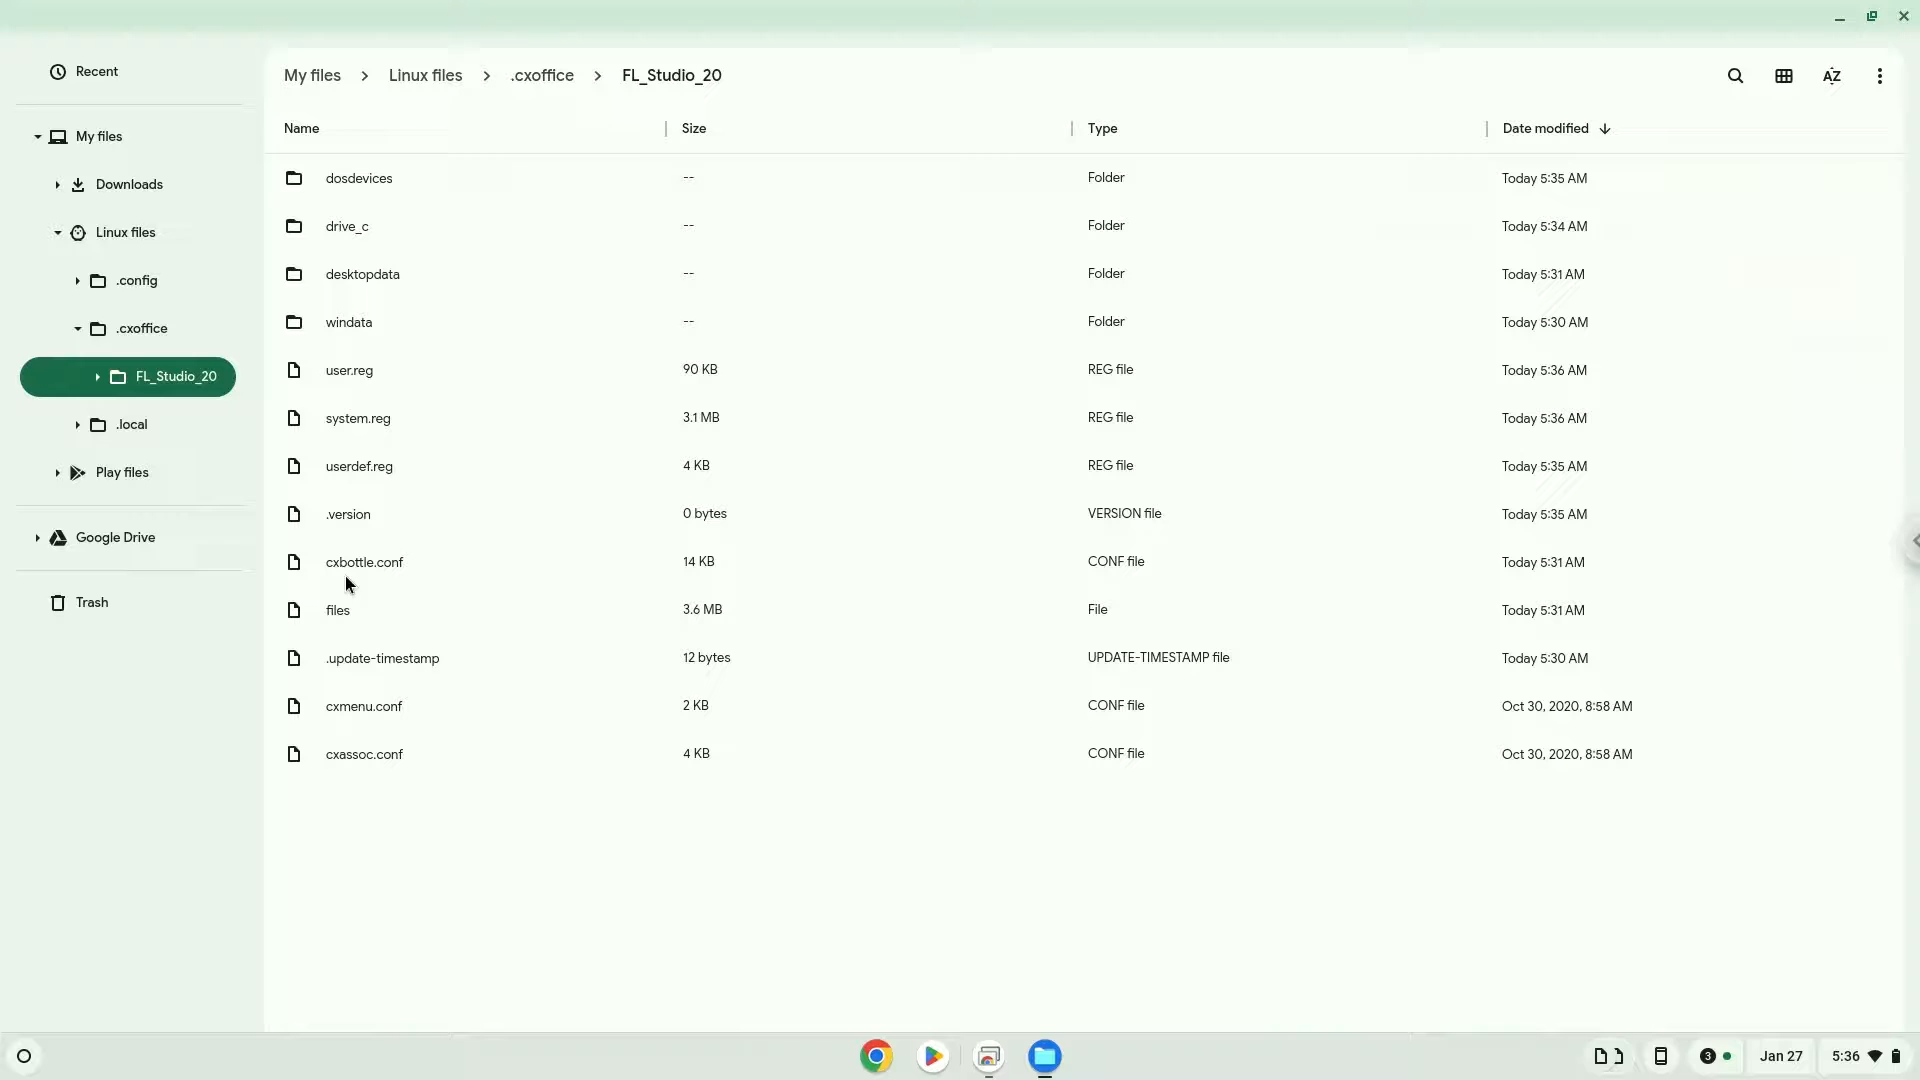 Recent
My files
Downloads
Linux files
.config
.cxoffice
FL_Studio_20
.local
Play files
Google Drive
Trash
My files > Linux files > .cxoffice > FL_Studio_20
AZ
Name Size Type Date modified
dosdevices -- Folder Today 5:35 AM
drive_c -- Folder Today 5:34 AM
desktopdata -- Folder Today 5:31 AM
windata -- Folder Today 5:30 AM
user.reg 90 KB REG file Today 5:36 AM
system.reg 3.1 MB REG file Today 5:36 AM
userdef.reg 4 KB REG file Today 5:35 AM
.version 0 bytes VERSION file Today 5:35 AM
cxbottle.conf 14 KB CONF file Today 5:31 AM
files 3.6 MB File Today 5:31 AM
.update-timestamp 12 bytes UPDATE-TIMESTAMP file Today 5:30 AM
cxmenu.conf 2 KB CONF file Oct 30, 2020, 8:58 AM
cxassoc.conf 4 KB CONF file Oct 30, 2020, 8:58 AM
3 Jan 27 5:36